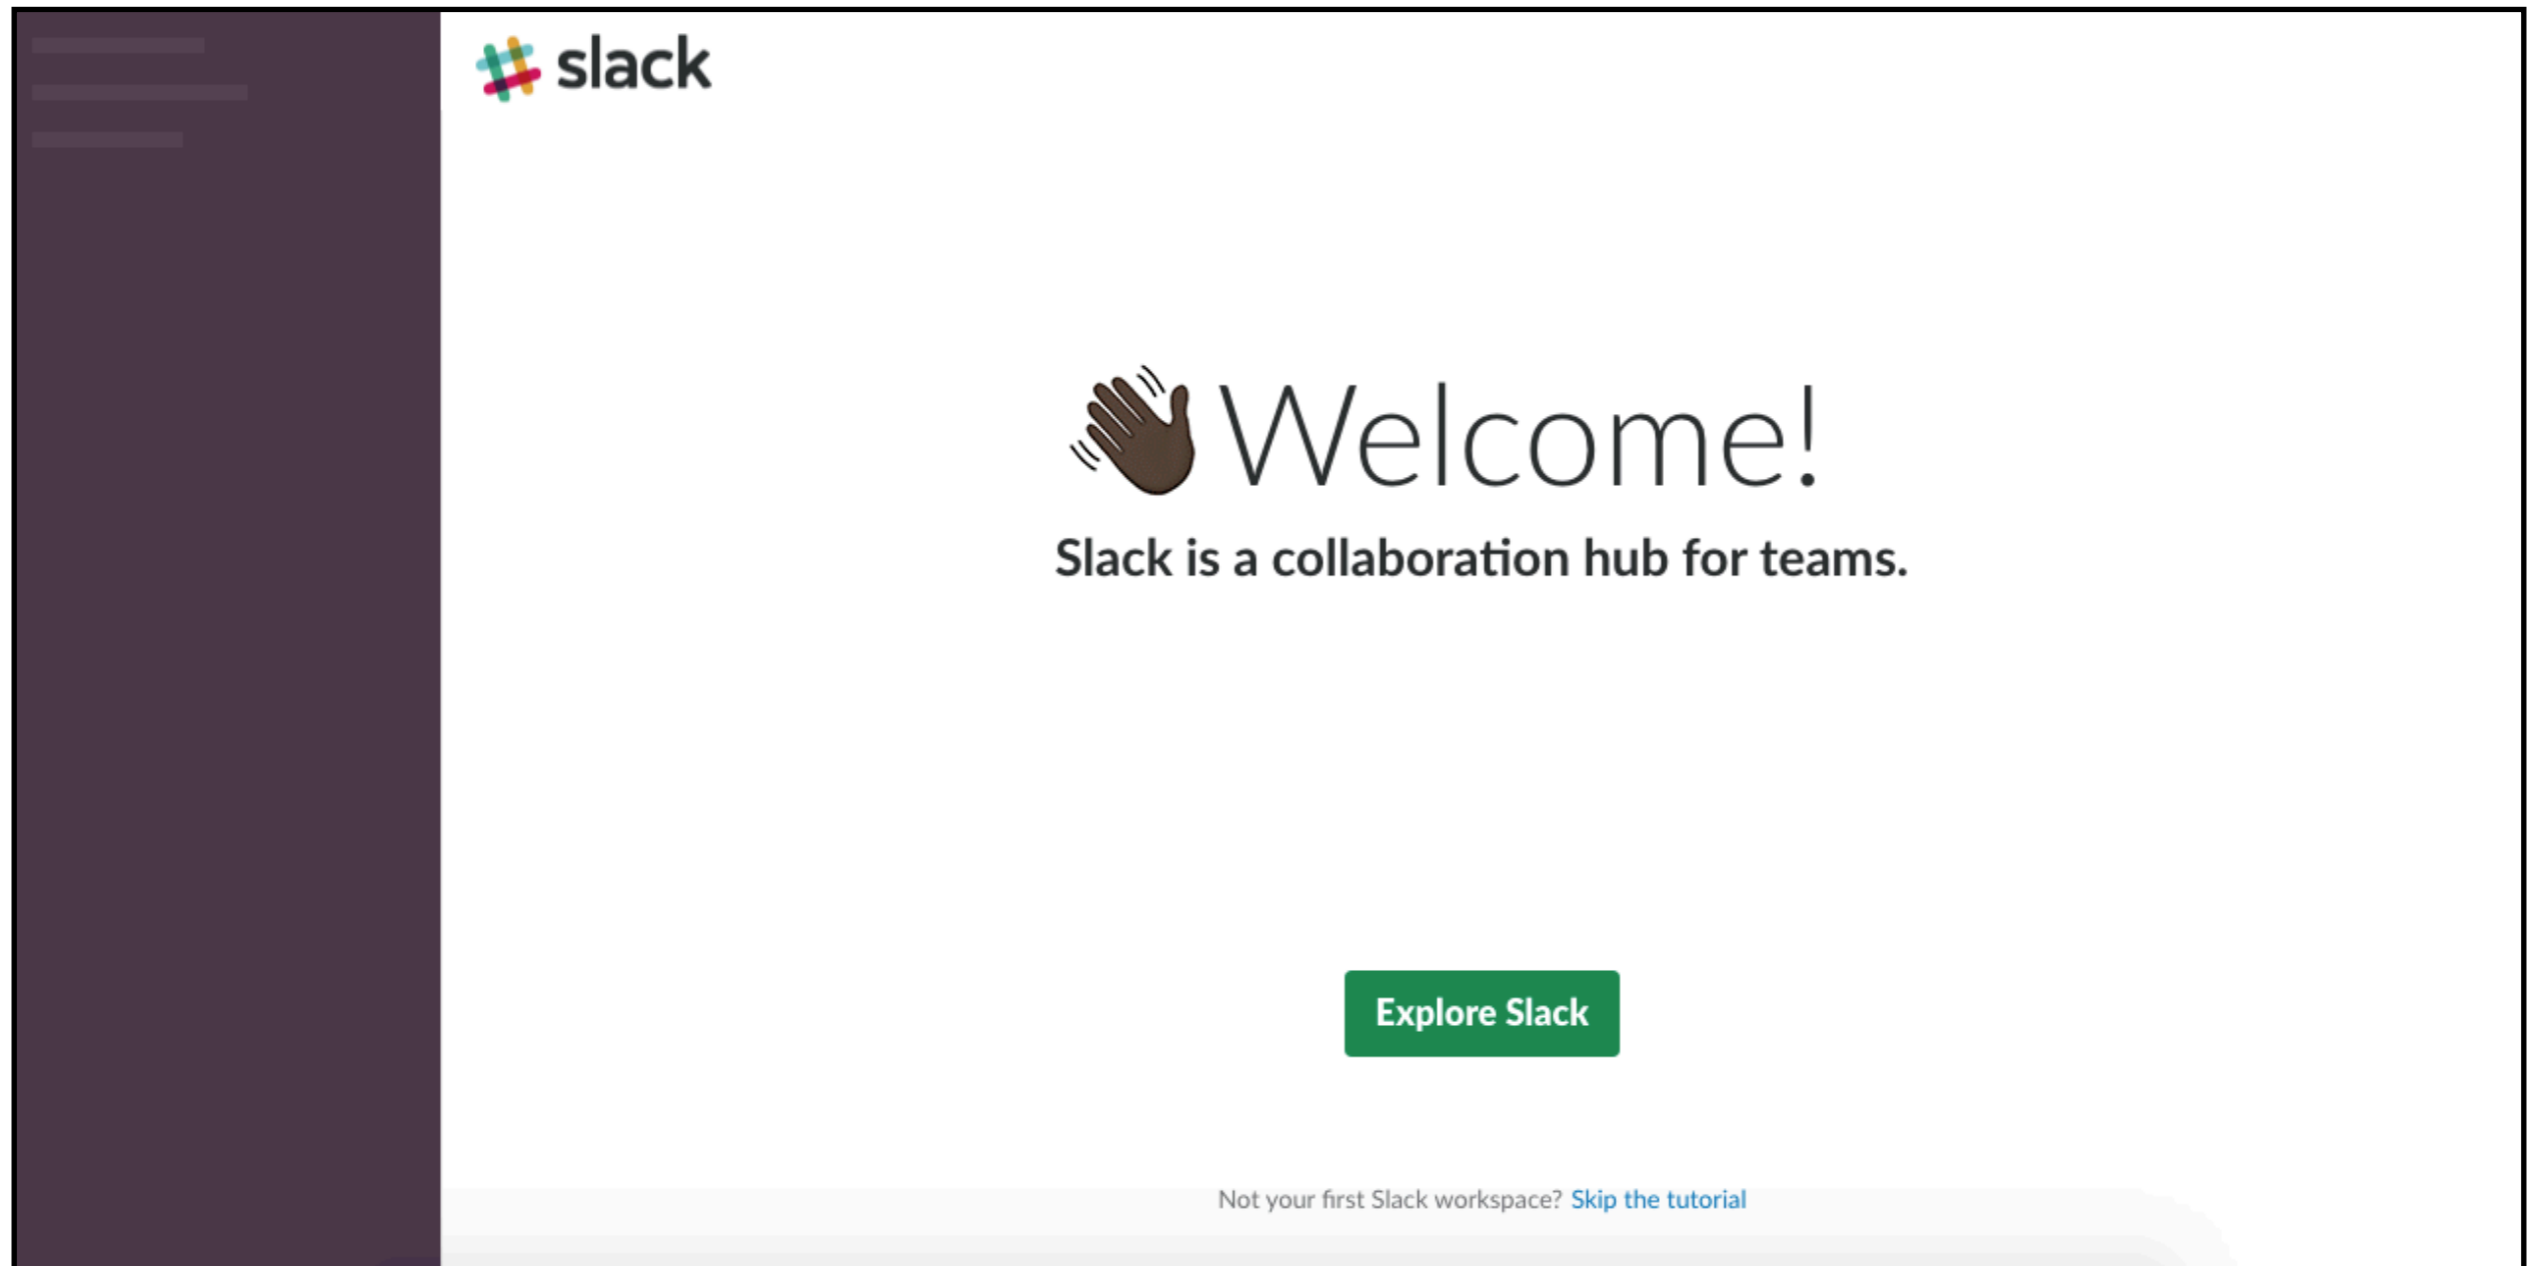 slack
Welcome!
Slack is a collaboration hub for teams.
Explore Slack
Not your first Slack workspace? Skip the tutorial